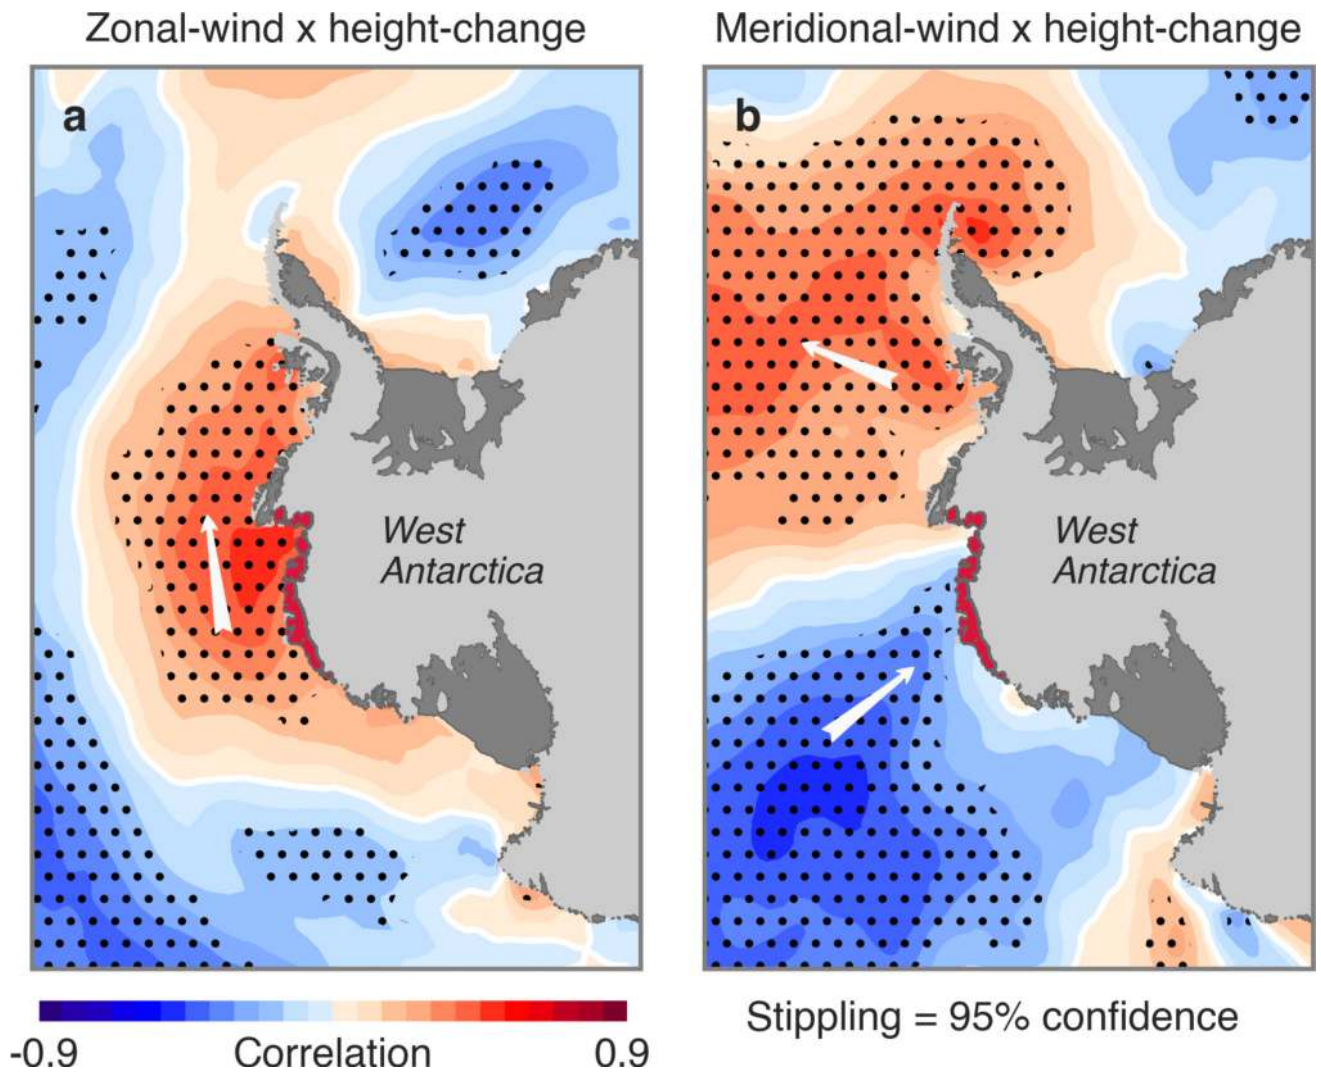 Zonal-wind x height-change
Meridional-wind x height-change
a
b
West
Antarctica
West
Antarctica
-0.9
Correlation
0.9
Stippling = 95% confidence